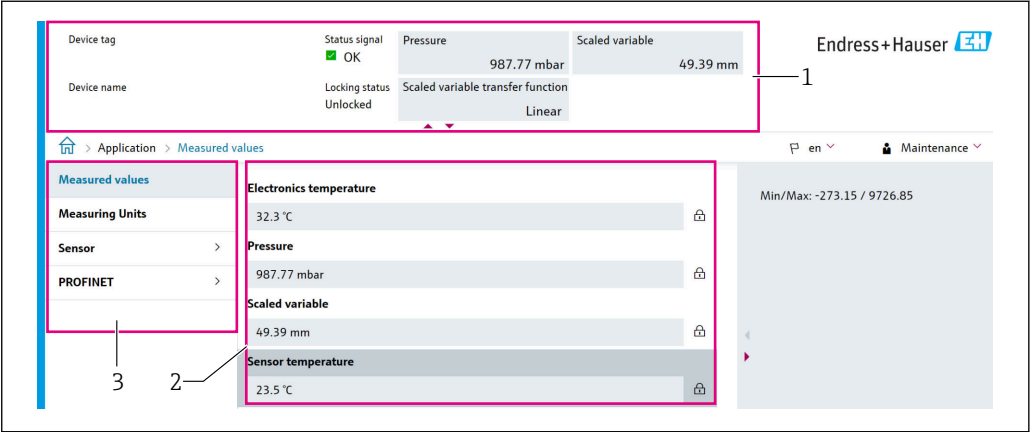 Device tag
Status signal
OK
Pressure
987.77 mbar
Scaled variable
49.39 mm
Endress+Hauser EH
1
Device name
Locking status
Unlocked
Scaled variable transfer function
Linear
> Application > Measured values
en
Maintenance
Measured values
Measuring Units
Sensor >
PROFINET >
3
2
Electronics temperature
32.3 °C
Pressure
987.77 mbar
Scaled variable
49.39 mm
Sensor temperature
23.5 °C
Min/Max: -273.15 / 9726.85